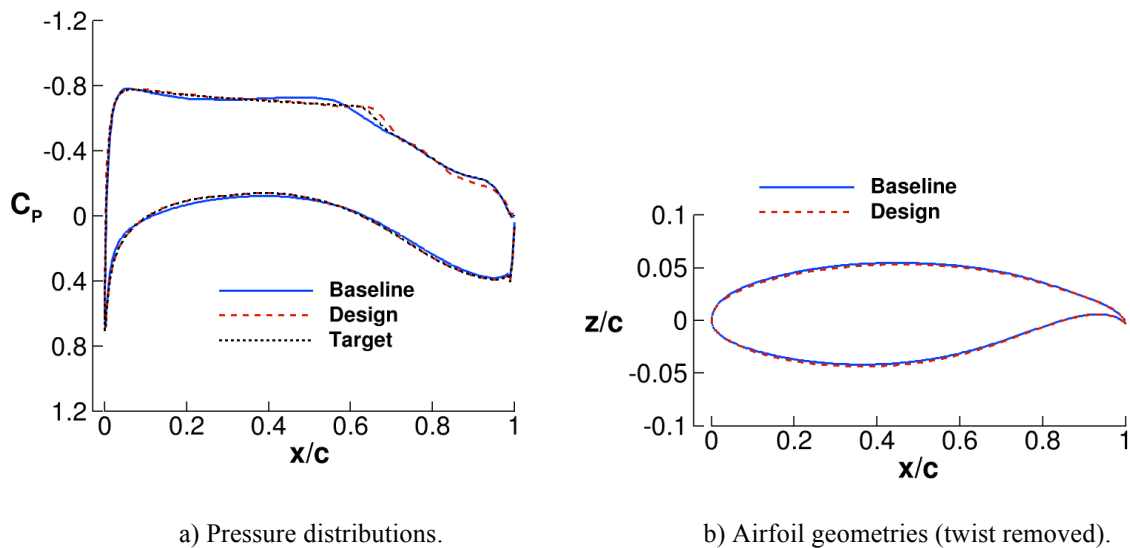 -1.2
-0.8
-0.4
0
0.4
0.8
1.2
CP
0 0.2 0.4 0.6 0.8 1
x/c
Baseline
Design
Target
Baseline
Design
0.1
0.05
0
-0.05
-0.1
z/c
0 0.2 0.4 0.6 0.8 1
x/c
a) Pressure distributions.
b) Airfoil geometries (twist removed).